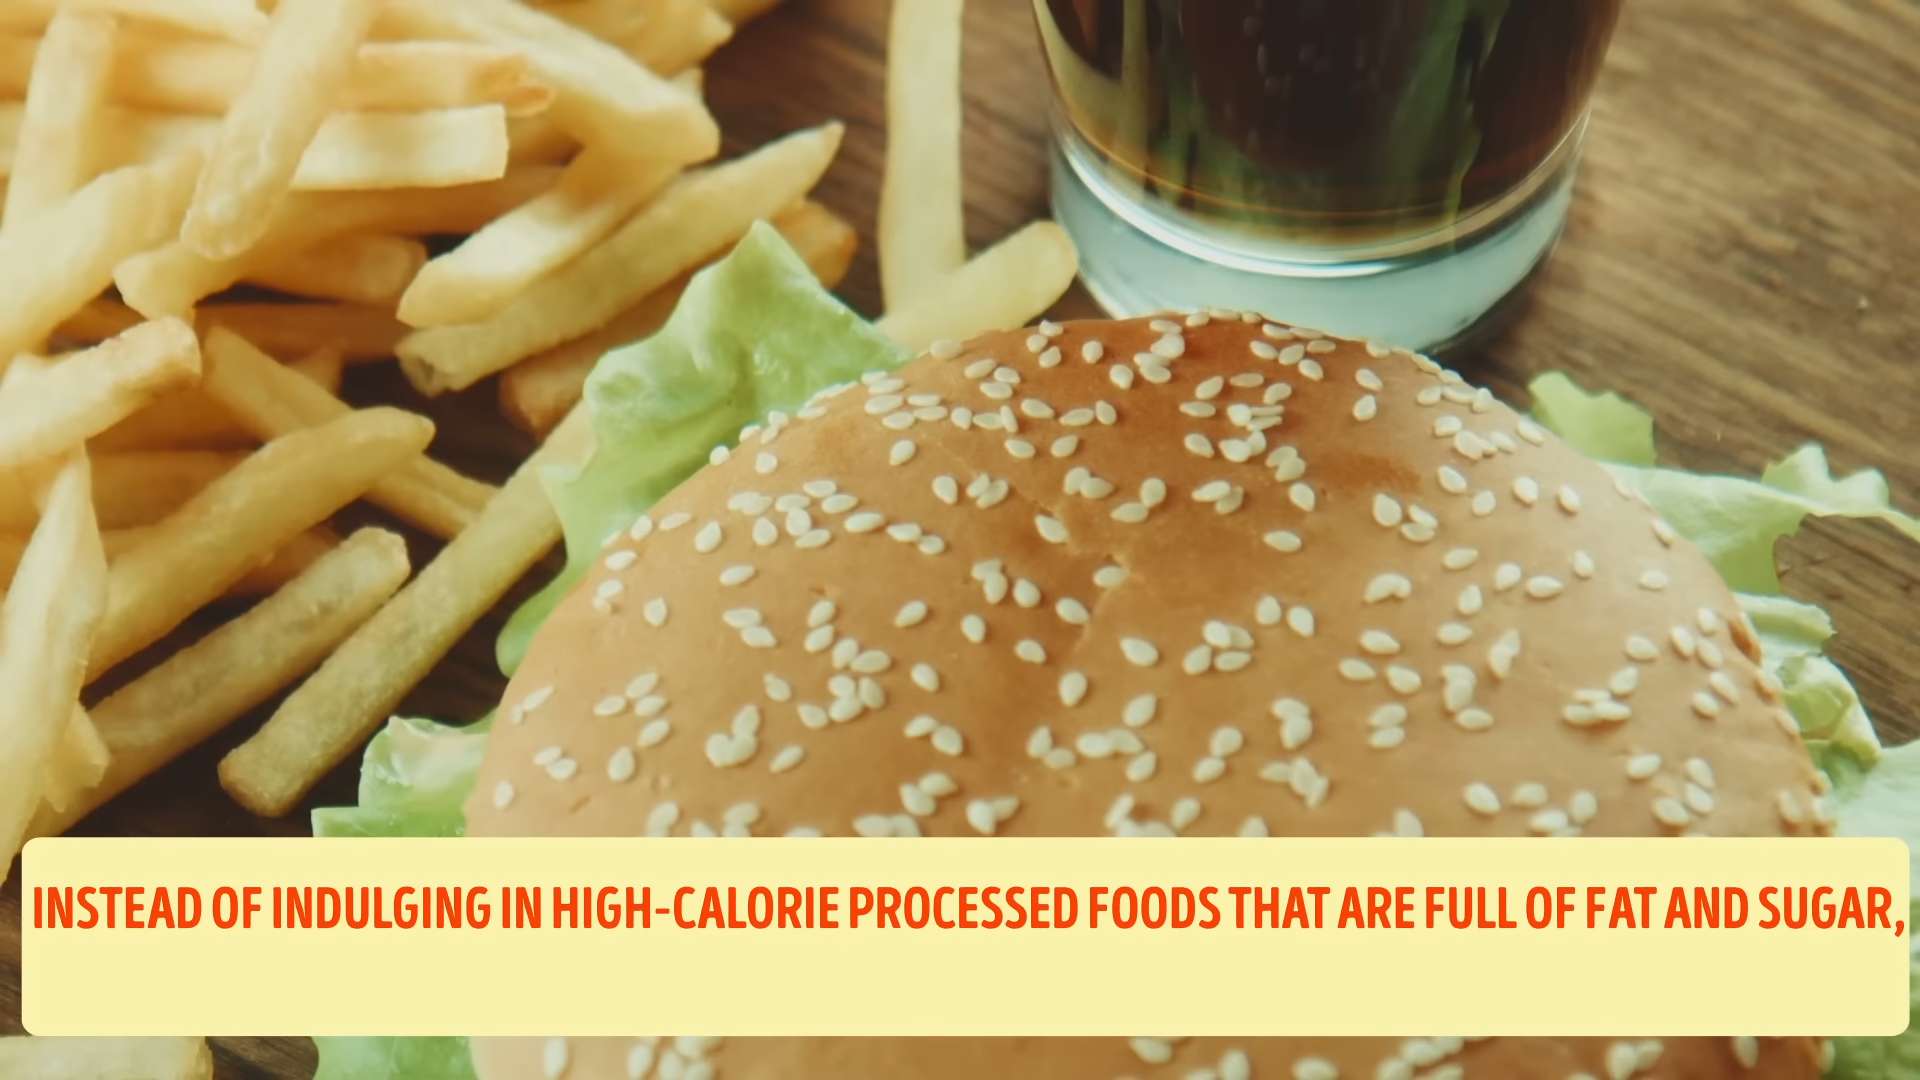 INSTEAD OF INDULGING IN HIGH-CALORIE PROCESSED FOODS THAT ARE FULL OF FAT AND SUGAR,